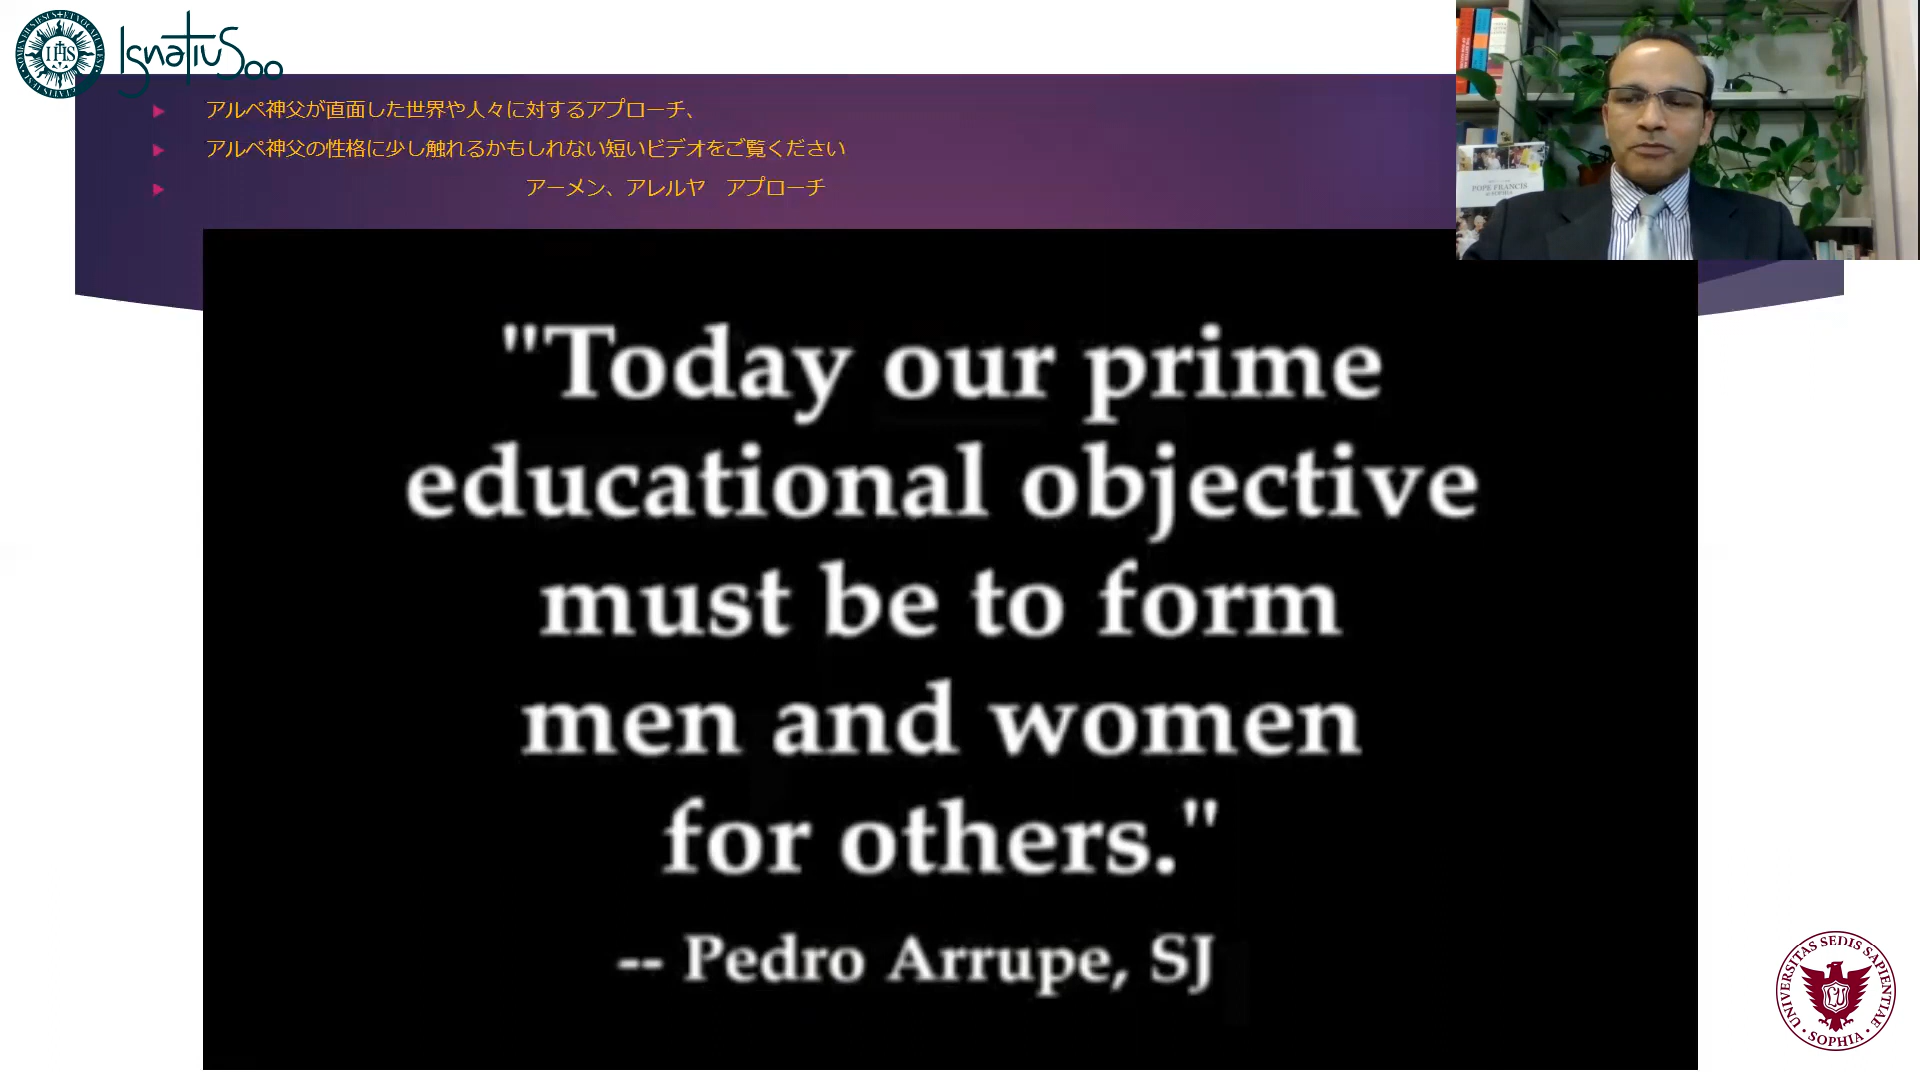 IHS
Ignatius500
アルペ神父が直面した世界や人々に対するアプローチ、
アルペ神父の性格に少し触れるかもしれない短いビデオをご覧ください
アーメン、アレルヤ　アプローチ
POPE FRANCIS
"Today our prime
educational objective
must be to form
men and women
for others."
-- Pedro Arrupe, SJ
UNIVERSITAS SEDIS SAPIENTIAE
SOPHIA